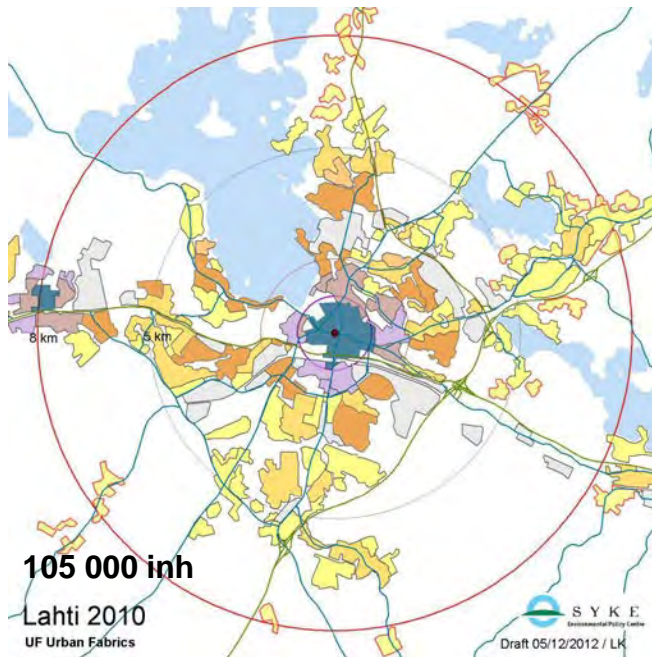 8 km
5 km
105 000 inh
Lahti 2010
UF Urban Fabrics
SYKE
Environmental Policy Centre
Draft 05/12/2012 / LK